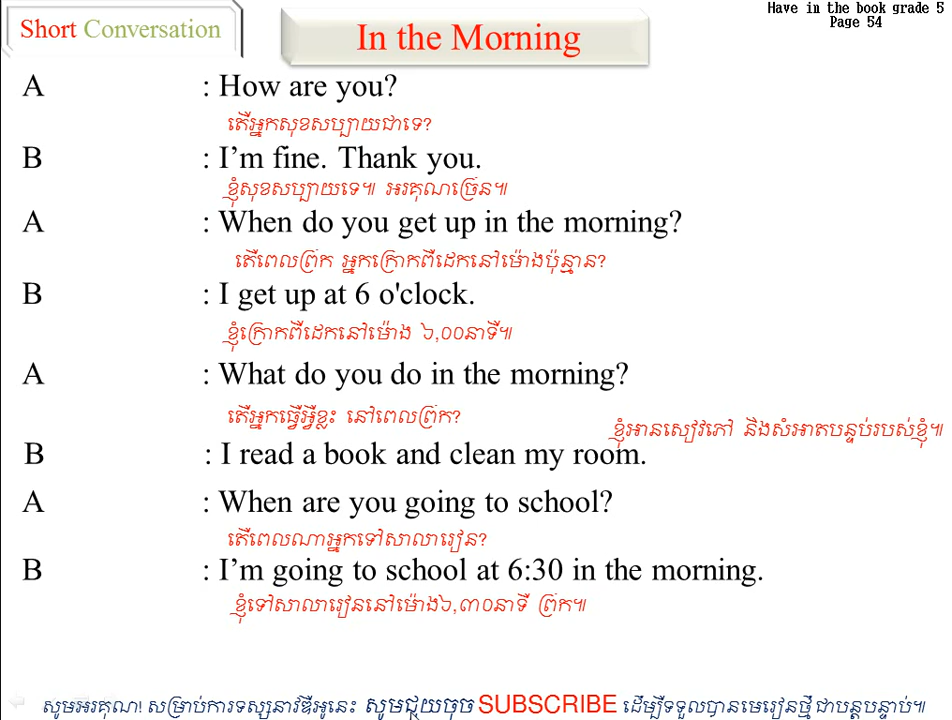 Have in the book grade 5
Page 54
Short Conversation
In the Morning
A : How are you?
តើអ្នកសុខសប្បាយជាទេ?
B : I’m fine. Thank you.
ខ្ញុំសុខសប្បាយទេ៕ អរគុណច្រើន៕
A : When do you get up in the morning?
តើពេលព្រឹក អ្នកក្រោកពីដេកនៅម៉ោងប៉ុន្មាន?
B : I get up at 6 o'clock.
ខ្ញុំក្រោកពីដេកនៅម៉ោង ៦,០០នាទី៕
A : What do you do in the morning?
តើអ្នកធ្វើអ្វីខ្លះ នៅពេលព្រឹក?
ខ្ញុំអានសៀវភៅ និងសំអាតបន្ទប់របស់ខ្ញុំ៕
B : I read a book and clean my room.
A : When are you going to school?
តើពេលណាអ្នកទៅសាលារៀន?
B : I’m going to school at 6:30 in the morning.
ខ្ញុំទៅសាលារៀននៅម៉ោង៦,៣០នាទី ព្រឹក៕
សូមអរគុណ! សម្រាប់ការទស្សនាវីឌីអូនេះ សូមជួយចុច SUBSCRIBE ដើម្បីទទួលបានមេរៀនថ្មី ជាបន្តបន្ទាប់៕